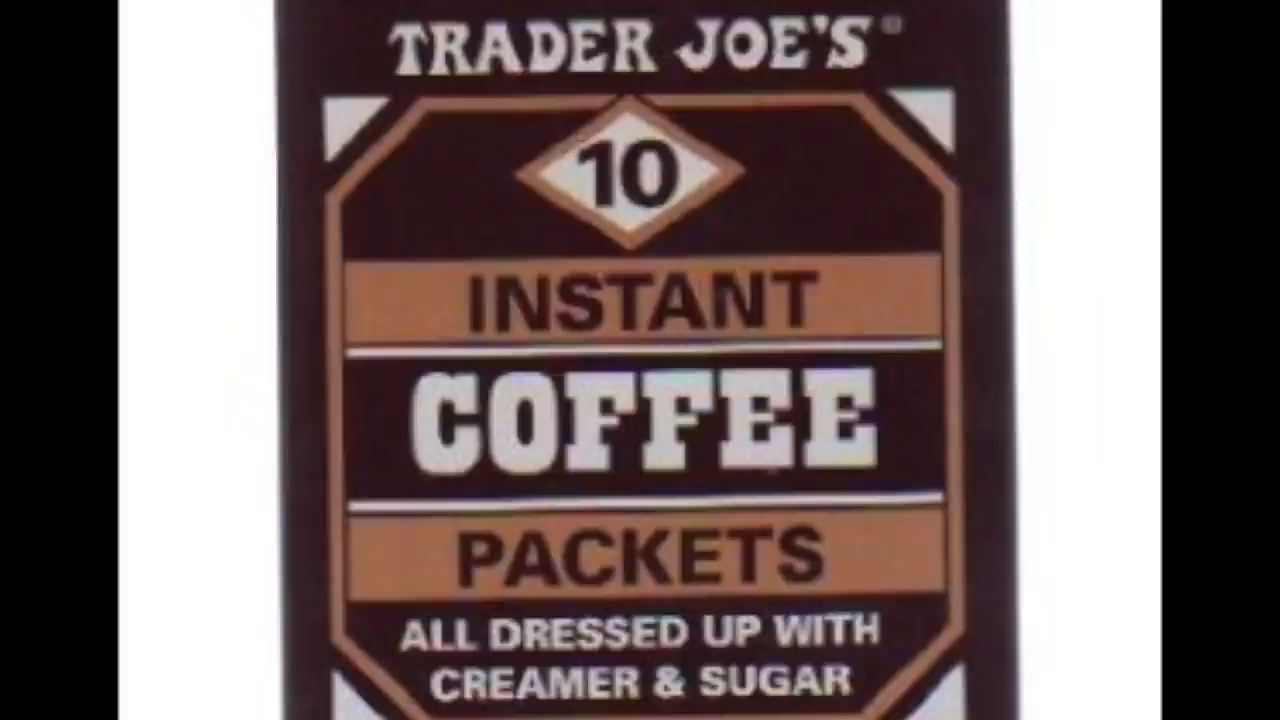 TRADER JOE'S®
10
INSTANT
COFFEE
PACKETS
ALL DRESSED UP WITH
CREAMER & SUGAR